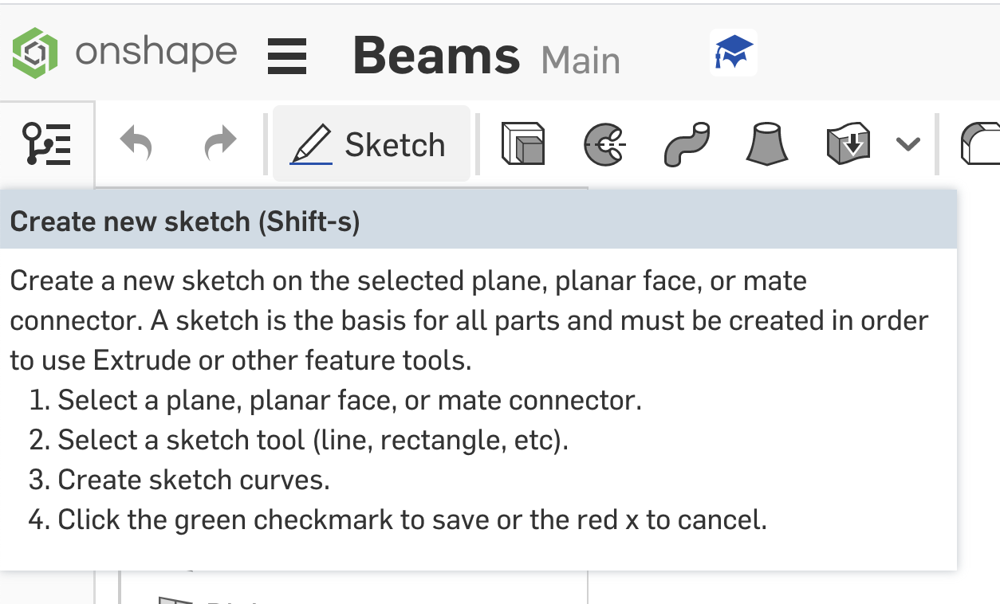 onshape Beams Main
Sketch
Create new sketch (Shift-s)
Create a new sketch on the selected plane, planar face, or mate
connector. A sketch is the basis for all parts and must be created in order
to use Extrude or other feature tools.
1. Select a plane, planar face, or mate connector.
2. Select a sketch tool (line, rectangle, etc).
3. Create sketch curves.
4. Click the green checkmark to save or the red x to cancel.